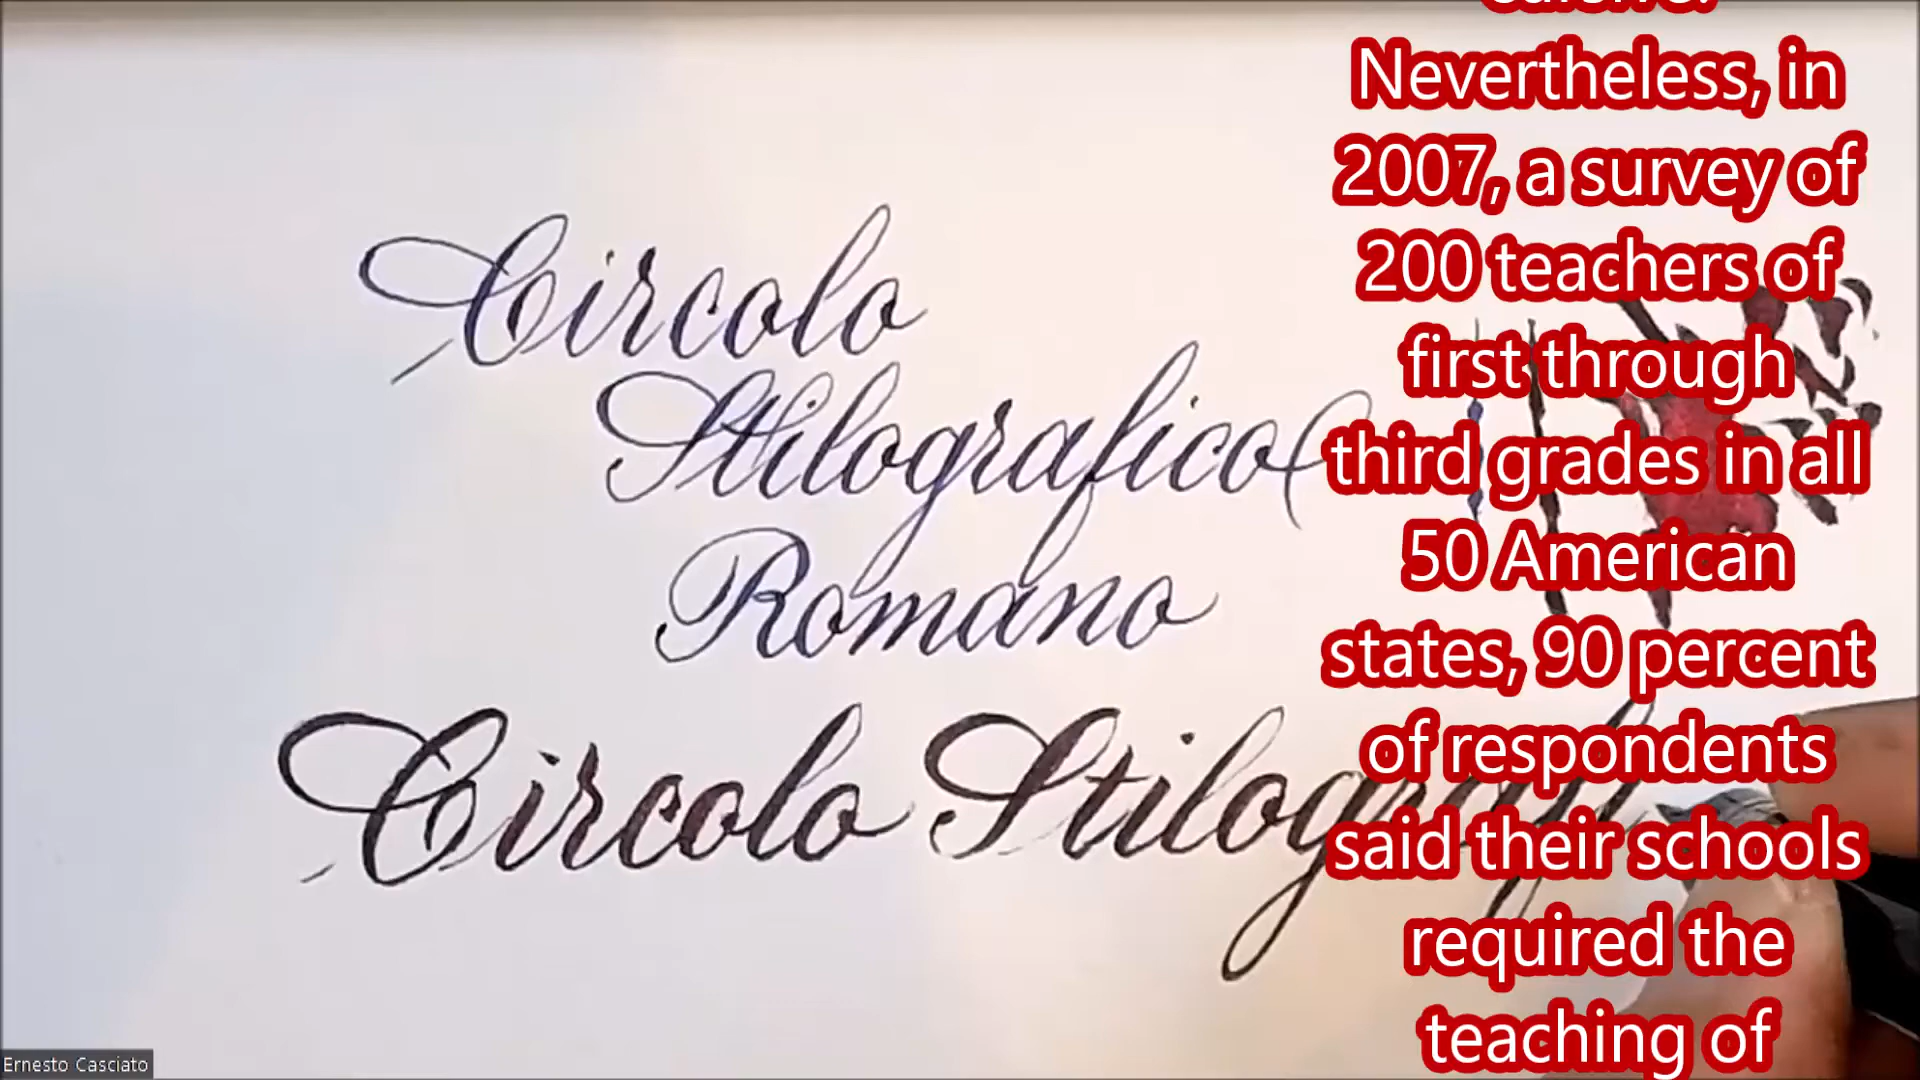 Circolo
Stilografico
Romano
Circolo Stilografi
Nevertheless, in
2007, a survey of
200 teachers of
first through
third grades in all
50 American
states, 90 percent
of respondents
said their schools
required the
teaching of
Ernesto Casciato